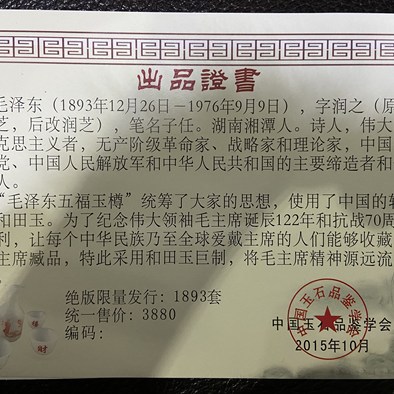 出品證書
毛泽东（1893年12月26日－1976年9月9日），字润之（原
芝，后改润芝），笔名子任。湖南湘潭人。诗人，伟大
克思主义者，无产阶级革命家、战略家和理论家，中国
党、中国人民解放军和中华人民共和国的主要缔造者和
人。
“毛泽东五福玉樽”统筹了大家的思想，使用了中国的
和田玉。为了纪念伟大领袖毛主席诞辰122年和抗战70周
利，让每个中华民族乃至全球爱戴主席的人们能够收藏
主席藏品，特此采用和田玉巨制，将毛主席精神源远流
。
绝版限量发行：1893套
统一售价：3880
编码：
中国玉石品鉴学会
中国玉石品鉴学会
2015年10月
福
财